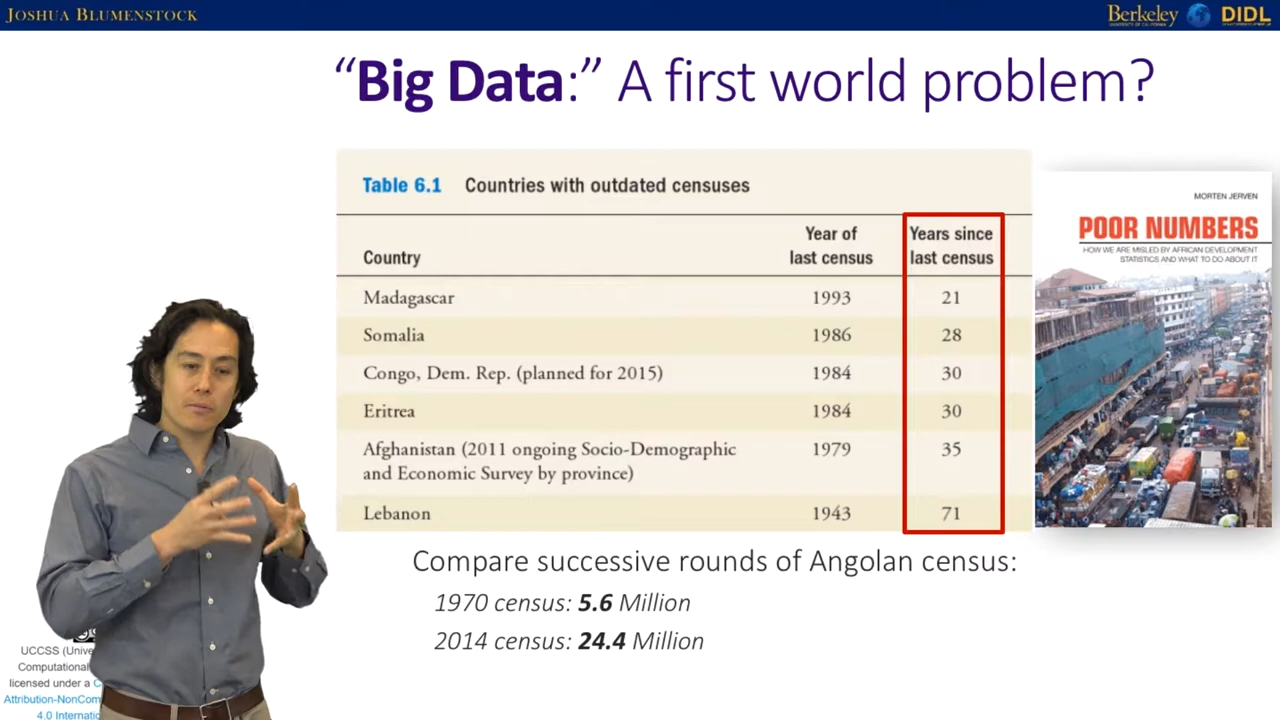 JOSHUA BLUMENSTOCK
Berkeley
UNIVERSITY OF CALIFORNIA
DIDL
“Big Data:” A first world problem?
Table 6.1 Countries with outdated censuses
Country Year of last census Years since last census
Madagascar 1993 21
Somalia 1986 28
Congo, Dem. Rep. (planned for 2015) 1984 30
Eritrea 1984 30
Afghanistan (2011 ongoing Socio-Demographic 1979 35
and Economic Survey by province)
Lebanon 1943 71
MORTEN JERVEN
POOR NUMBERS
HOW WE ARE MISLED BY AFRICAN DEVELOPMENT
STATISTICS AND WHAT TO DO ABOUT IT
Compare successive rounds of Angolan census:
1970 census: 5.6 Million
2014 census: 24.4 Million
UCCSS (Unive
Computational
licensed under a C
Attribution-NonCom
4.0 Internatio